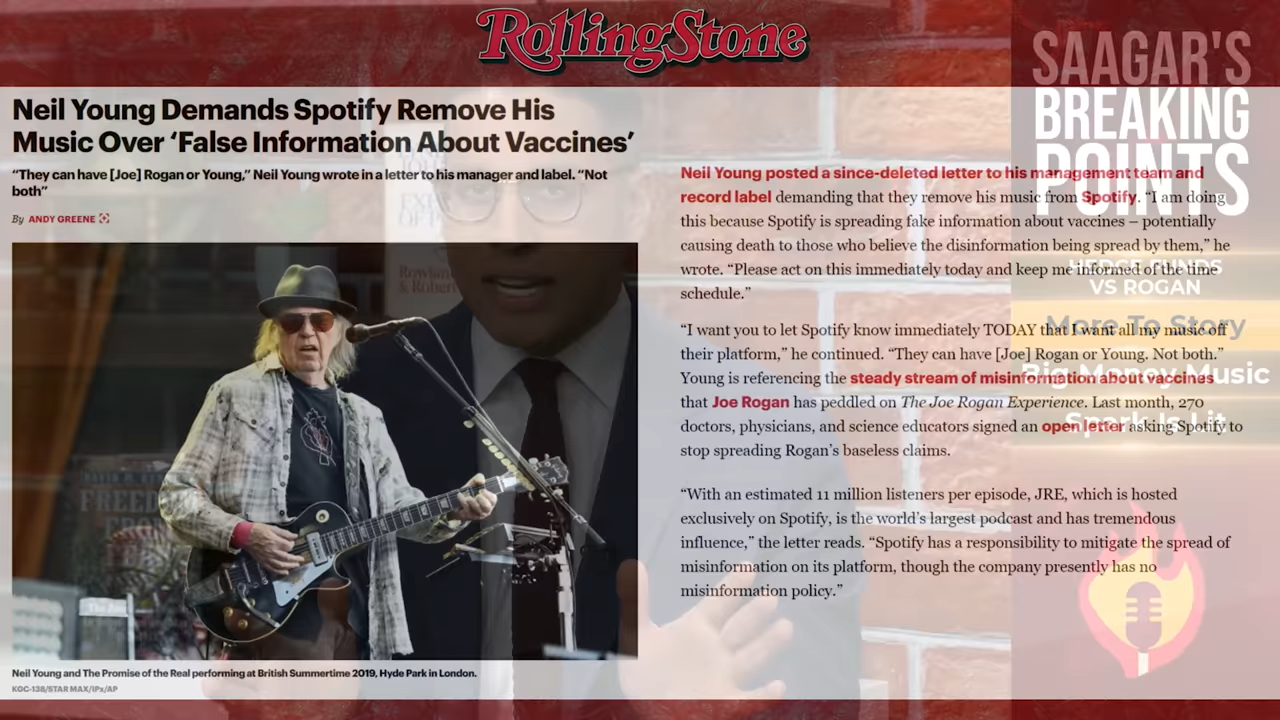 RollingStone
Neil Young Demands Spotify Remove His
Music Over ‘False Information About Vaccines’
“They can have [Joe] Rogan or Young,” Neil Young wrote in a letter to his manager and label. “Not
both”
By ANDY GREENE
Neil Young and The Promise of the Real performing at British Summertime 2019, Hyde Park in London.
KGC-138/STAR MAX/IPx/AP
Neil Young posted a since-deleted letter to his management team and
record label demanding that they remove his music from Spotify. “I am doing
this because Spotify is spreading fake information about vaccines – potentially
causing death to those who believe the disinformation being spread by them,” he
wrote. “Please act on this immediately today and keep me informed of the time
schedule.”
“I want you to let Spotify know immediately TODAY that I want all my music off
their platform,” he continued. “They can have [Joe] Rogan or Young. Not both.”
Young is referencing the steady stream of misinformation about vaccines
that Joe Rogan has peddled on The Joe Rogan Experience. Last month, 270
doctors, physicians, and science educators signed an open letter asking Spotify to
stop spreading Rogan’s baseless claims.
“With an estimated 11 million listeners per episode, JRE, which is hosted
exclusively on Spotify, is the world’s largest podcast and has tremendous
influence,” the letter reads. “Spotify has a responsibility to mitigate the spread of
misinformation on its platform, though the company presently has no
misinformation policy.”
SAAGAR'S
BREAKING
POINTS
HEDGE FUNDS
VS ROGAN
More To Story
Big Money Music
Spark Is Lit
Rowland
& Robert
FREEDOM
FROM